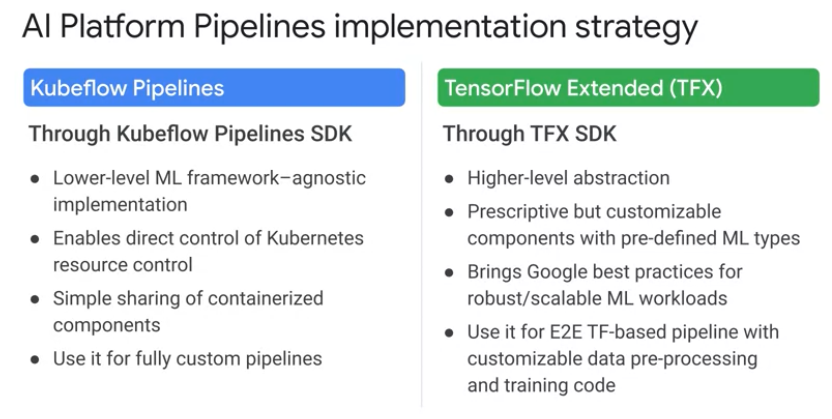 AI Platform Pipelines implementation strategy
Kubeflow Pipelines
Through Kubeflow Pipelines SDK
● Lower-level ML framework–agnostic
implementation
● Enables direct control of Kubernetes
resource control
● Simple sharing of containerized
components
● Use it for fully custom pipelines
TensorFlow Extended (TFX)
Through TFX SDK
● Higher-level abstraction
● Prescriptive but customizable
components with pre-defined ML types
● Brings Google best practices for
robust/scalable ML workloads
● Use it for E2E TF-based pipeline with
customizable data pre-processing
and training code